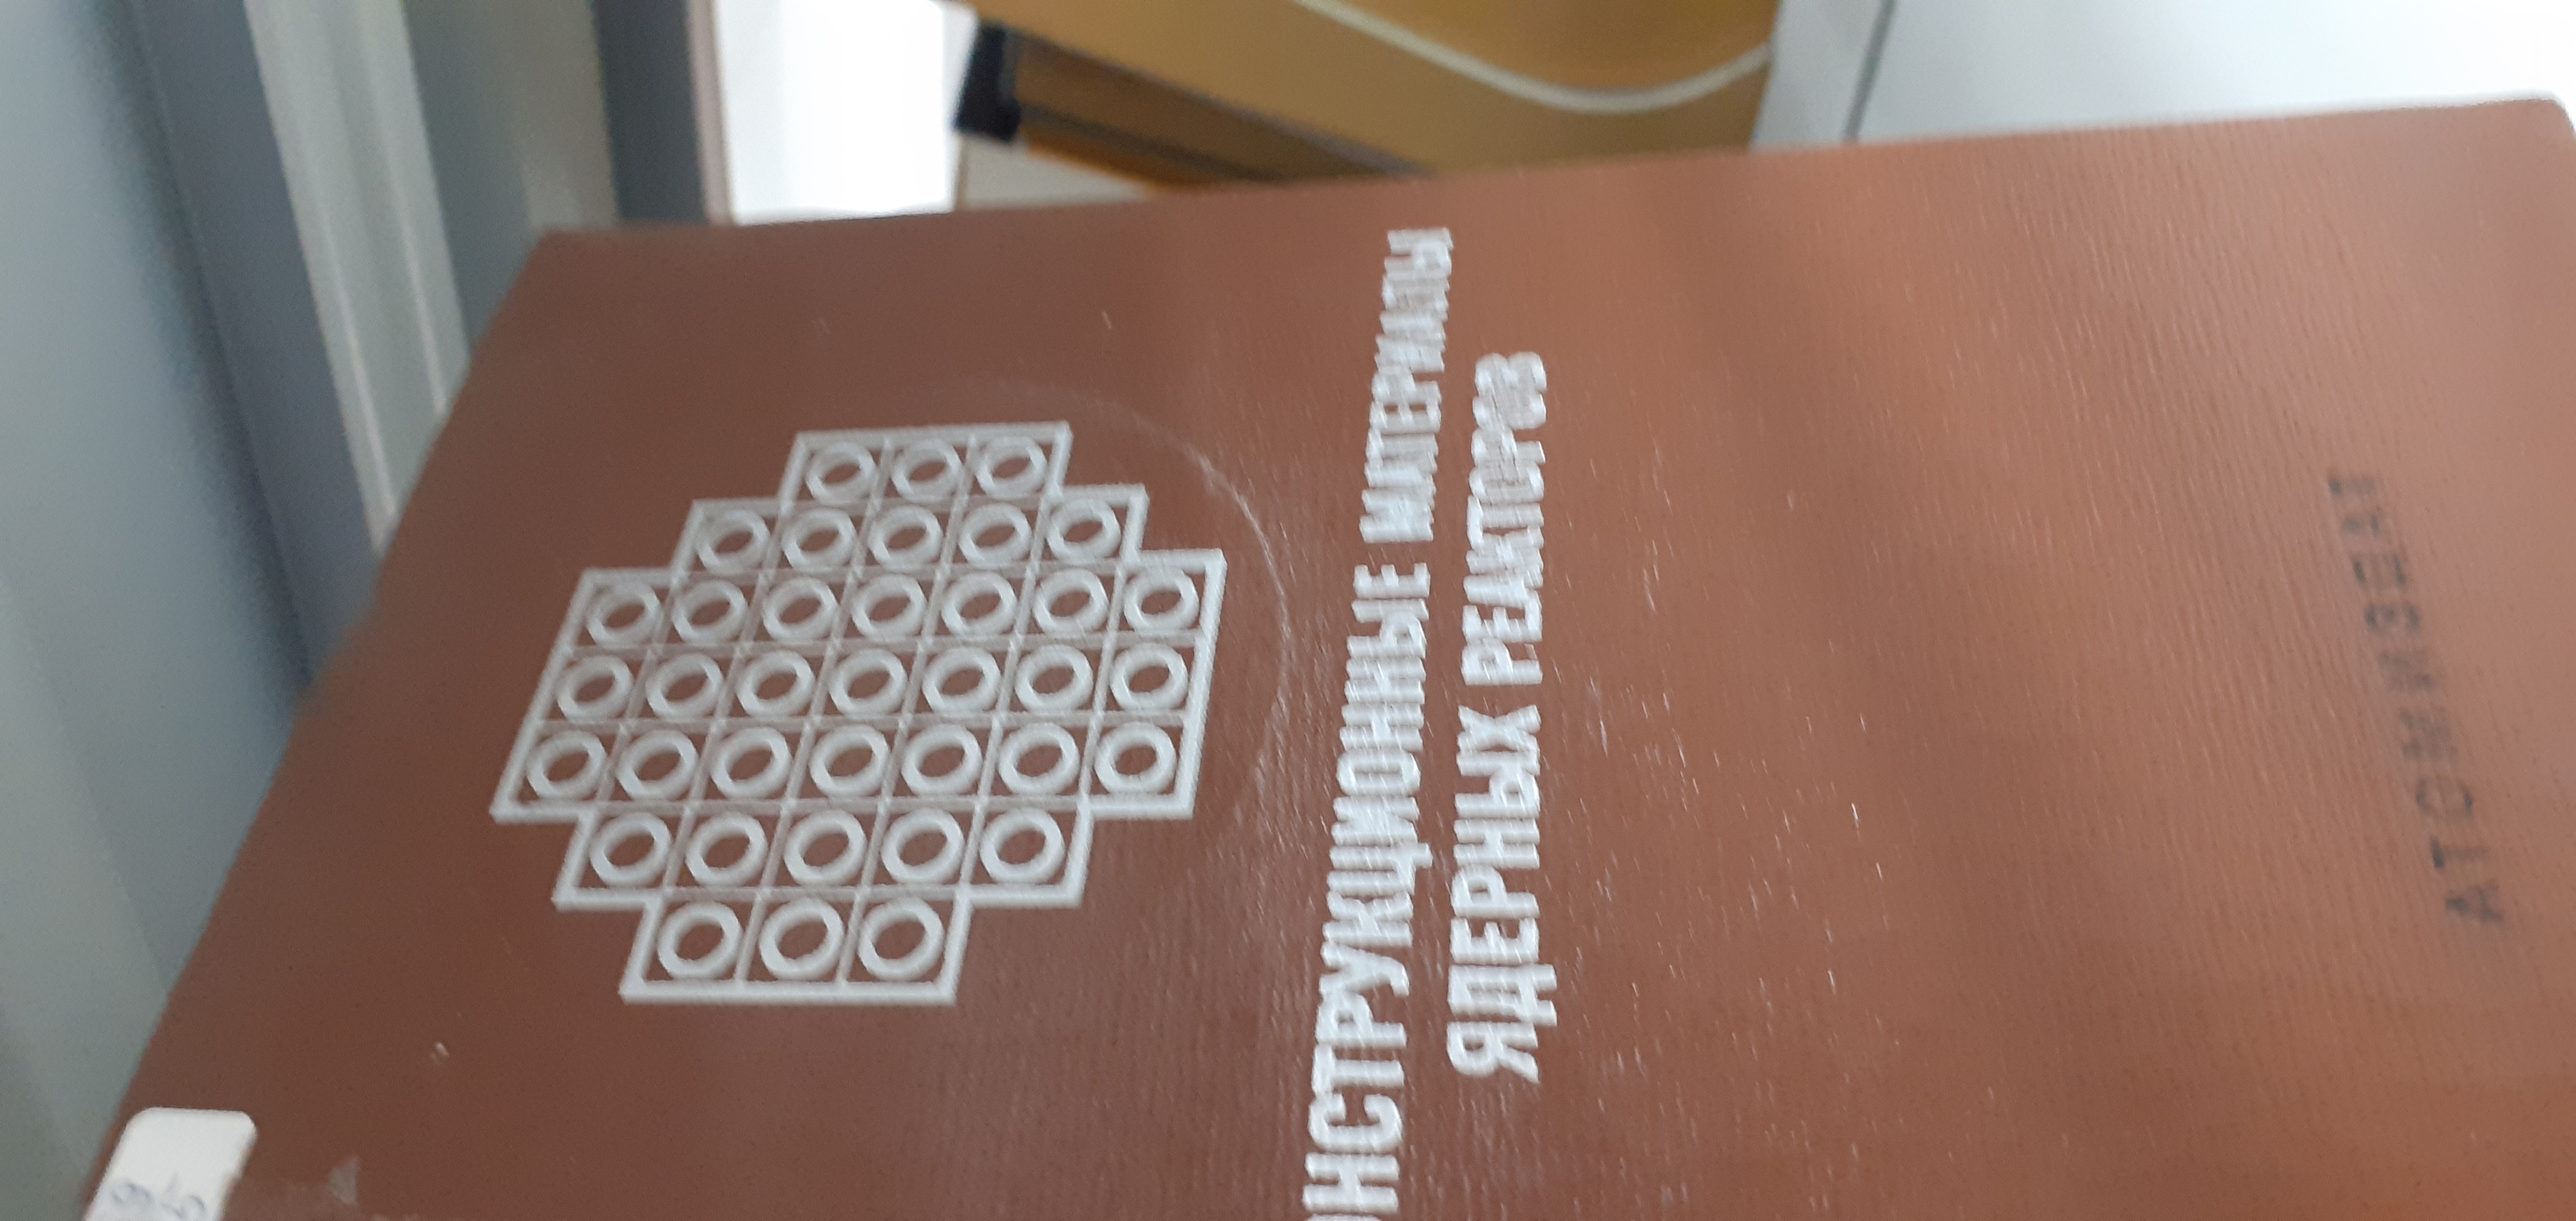 ОНСТРУКЦИОННЫЕ МАТЕРИАЛЫ
ЯДЕРНЫХ РЕАКТОРОВ
АТОМИЗДАТ